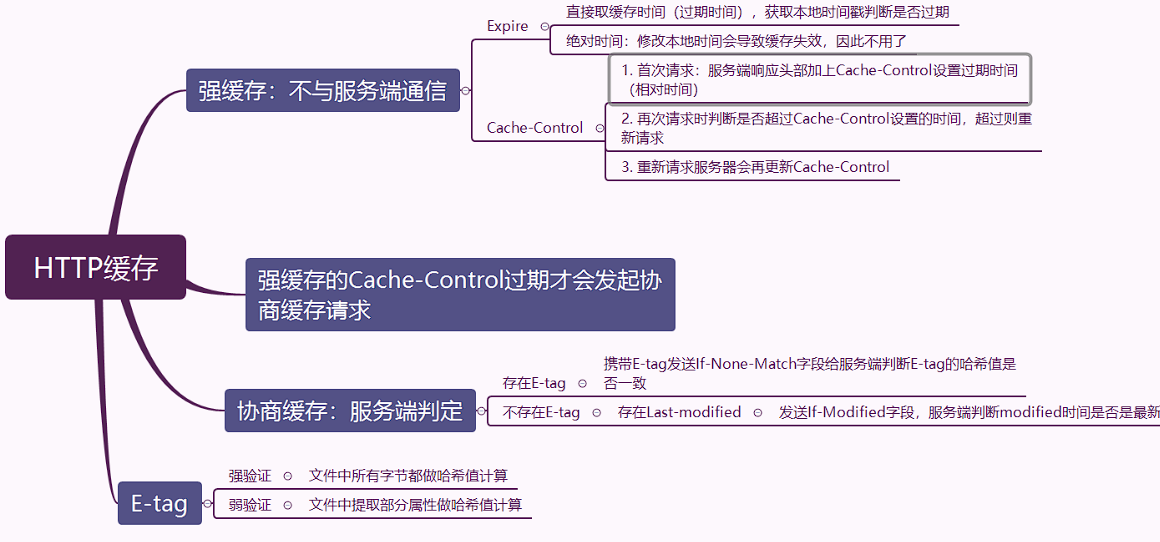 HTTP缓存
强缓存：不与服务端通信
Expire
直接取缓存时间（过期时间），获取本地时间戳判断是否过期
绝对时间：修改本地时间会导致缓存失效，因此不用了
Cache-Control
1. 首次请求：服务端响应头部加上Cache-Control设置过期时间
（相对时间）
2. 再次请求时判断是否超过Cache-Control设置的时间，超过则重
新请求
3. 重新请求服务器会再更新Cache-Control
强缓存的Cache-Control过期才会发起协
商缓存请求
协商缓存：服务端判定
存在E-tag
携带E-tag发送If-None-Match字段给服务端判断E-tag的哈希值是
否一致
不存在E-tag
存在Last-modified
发送If-Modified字段，服务端判断modified时间是否是最新
E-tag
强验证
文件中所有字节都做哈希值计算
弱验证
文件中提取部分属性做哈希值计算